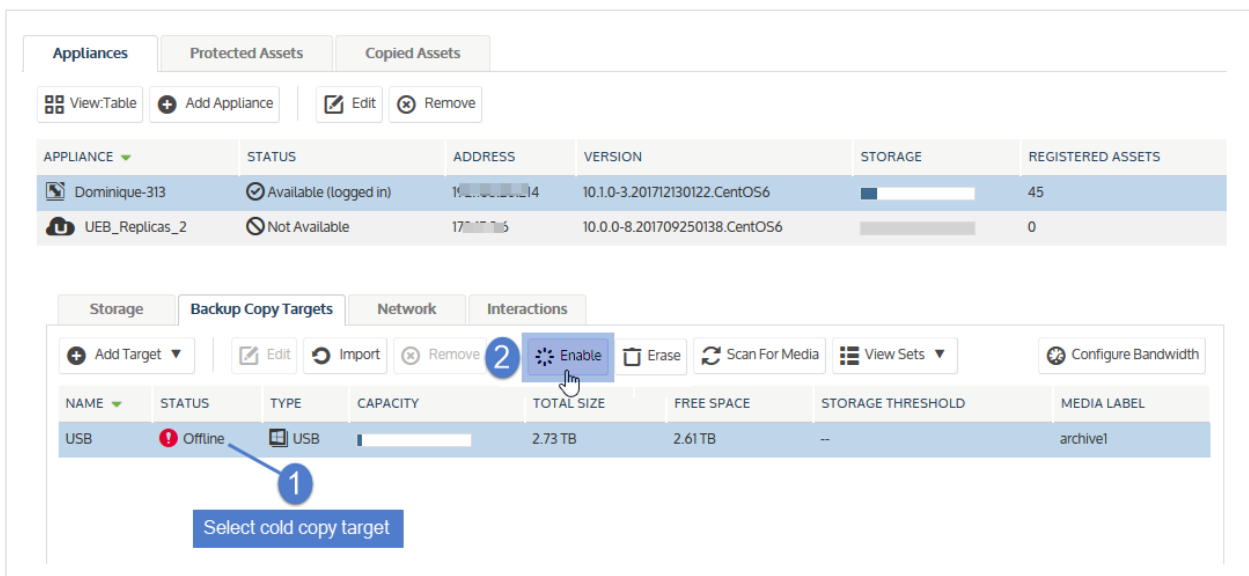 Appliances Protected Assets Copied Assets
View:Table Add Appliance Edit Remove
APPLIANCE STATUS ADDRESS VERSION STORAGE REGISTERED ASSETS
Dominique-313 Available (logged in) 10.1.0-3.201712130122.CentOS6 45
UEB_Replicas_2 Not Available 10.0.0-8.201709250138.CentOS6 0
Storage Backup Copy Targets Network Interactions
Add Target Edit Import Remove 2 Enable Erase Scan For Media View Sets Configure Bandwidth
NAME STATUS TYPE CAPACITY TOTAL SIZE FREE SPACE STORAGE THRESHOLD MEDIA LABEL
USB Offline USB 2.73 TB 2.61 TB -- archive1
1
Select cold copy target